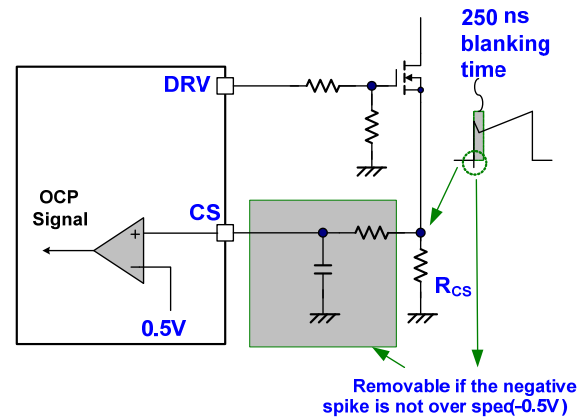 250 ns
blanking
time
DRV
OCP
Signal
CS
+
−
0.5V
RCS
Removable if the negative
spike is not over spec(−0.5V)